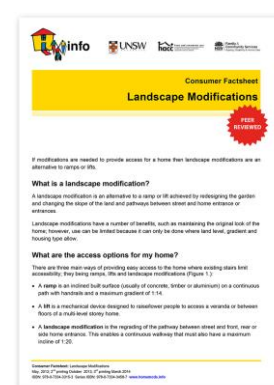 info
UNSW
hacc
Family &
Community Services
Consumer Factsheet
Landscape Modifications
PEER
REVIEWED
If modifications are needed to provide access for a home then landscape modifications are an
alternative to ramps or lifts.
What is a landscape modification?
A landscape modification is an alternative to a ramp or lift achieved by redesigning the garden
and changing the slope of the land and pathways between street and home entrance or
entrances.
Landscape modifications have a number of benefits, such as maintaining the original look of the
home; however, use can be limited because it can only be done where land level, gradient and
housing type allow.
What are the access options for my home?
There are three main ways of providing easy access to the home where existing stairs limit
accessibility; they being ramps, lifts and landscape modifications (Figure 1.):
• A ramp is an inclined built surface (usually of concrete, timber or aluminium) on a continuous
path with handrails and a maximum gradient of 1:14.
• A lift is a mechanical device designed to raise/lower people to access a veranda or between
floors of a multi-level storey home.
• A landscape modification is the regrading of the pathway between street and front, rear or
side home entrance. This enables a continuous walkway that must also have a maximum
incline of 1:20.
Consumer Factsheet: Landscape Modifications